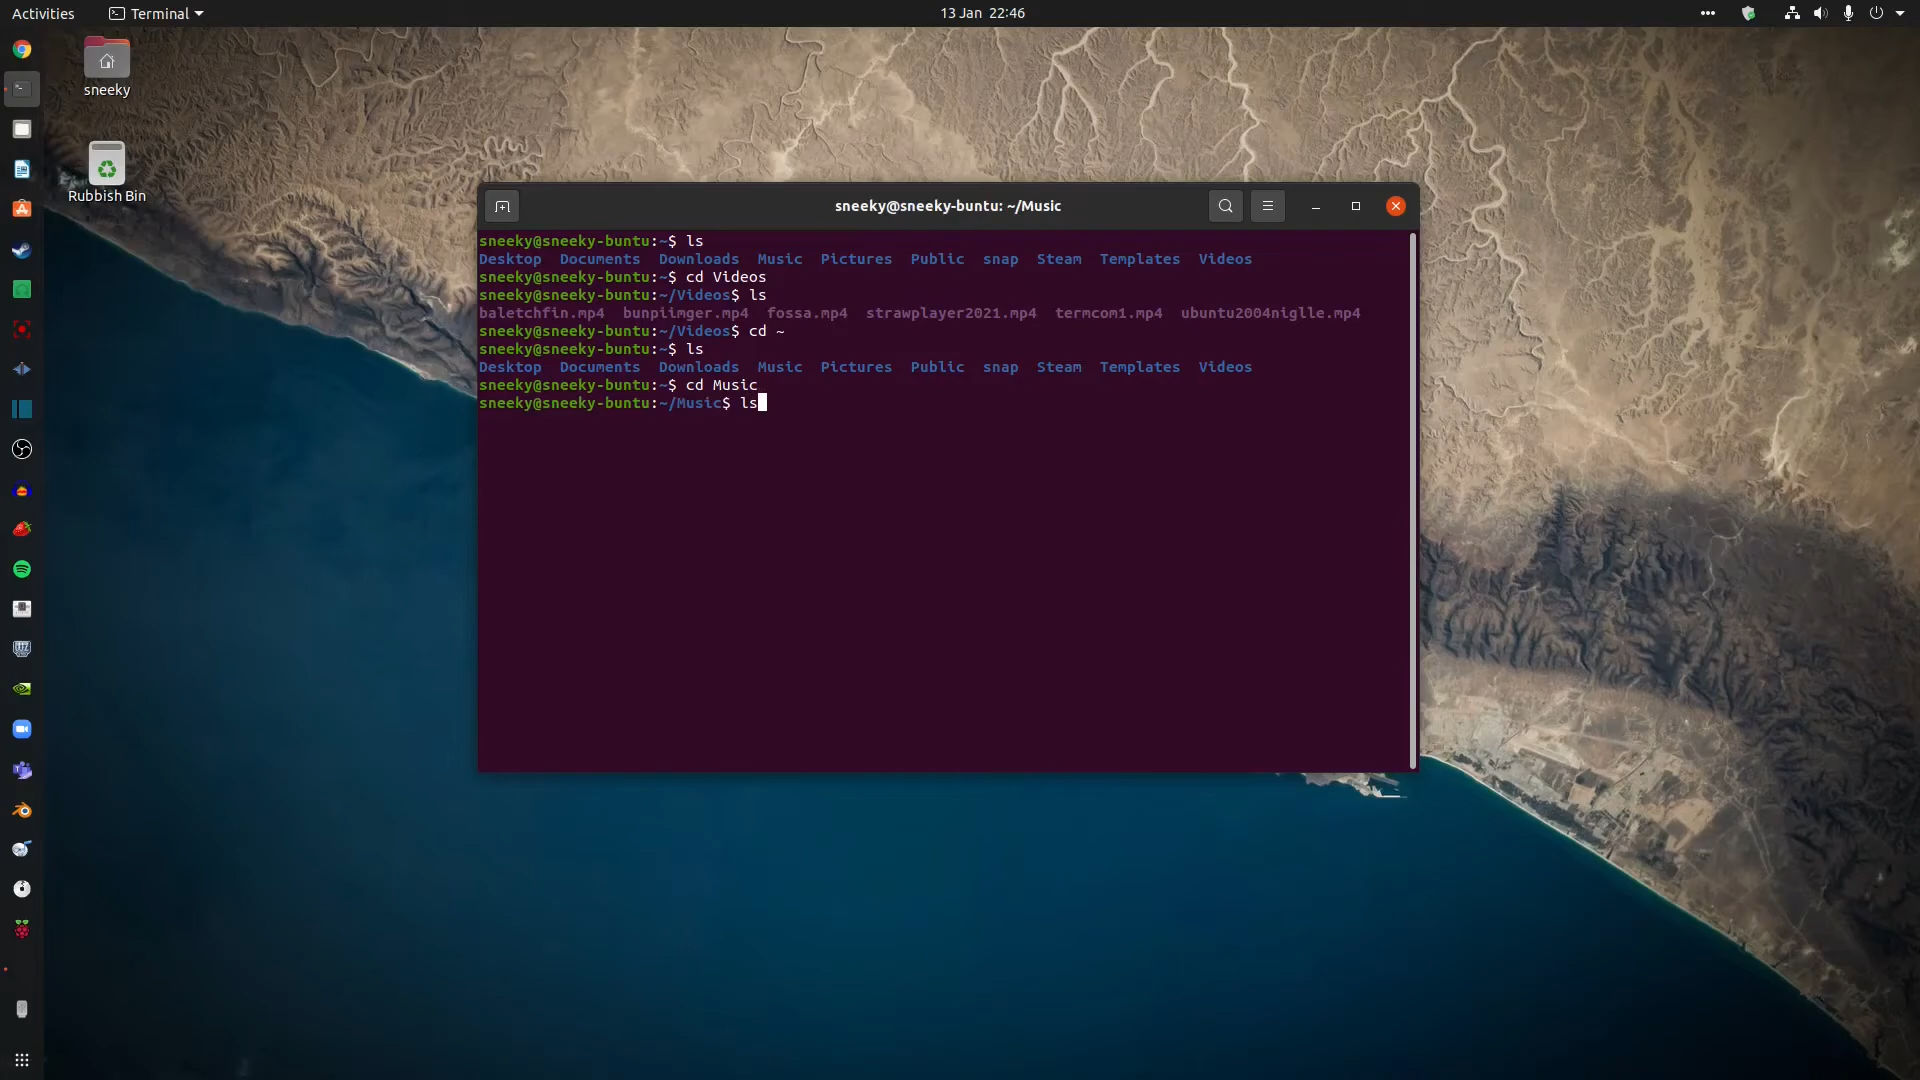 Activities Terminal 13 Jan 22:46
sneeky
Rubbish Bin
sneeky@sneeky-buntu: ~/Music
sneeky@sneeky-buntu:~$ ls
Desktop Documents Downloads Music Pictures Public snap Steam Templates Videos
sneeky@sneeky-buntu:~$ cd Videos
sneeky@sneeky-buntu:~/Videos$ ls
baletchfin.mp4 bunpiimger.mp4 fossa.mp4 strawplayer2021.mp4 termcom1.mp4 ubuntu2004niglle.mp4
sneeky@sneeky-buntu:~/Videos$ cd ~
sneeky@sneeky-buntu:~$ ls
Desktop Documents Downloads Music Pictures Public snap Steam Templates Videos
sneeky@sneeky-buntu:~$ cd Music
sneeky@sneeky-buntu:~/Music$ ls